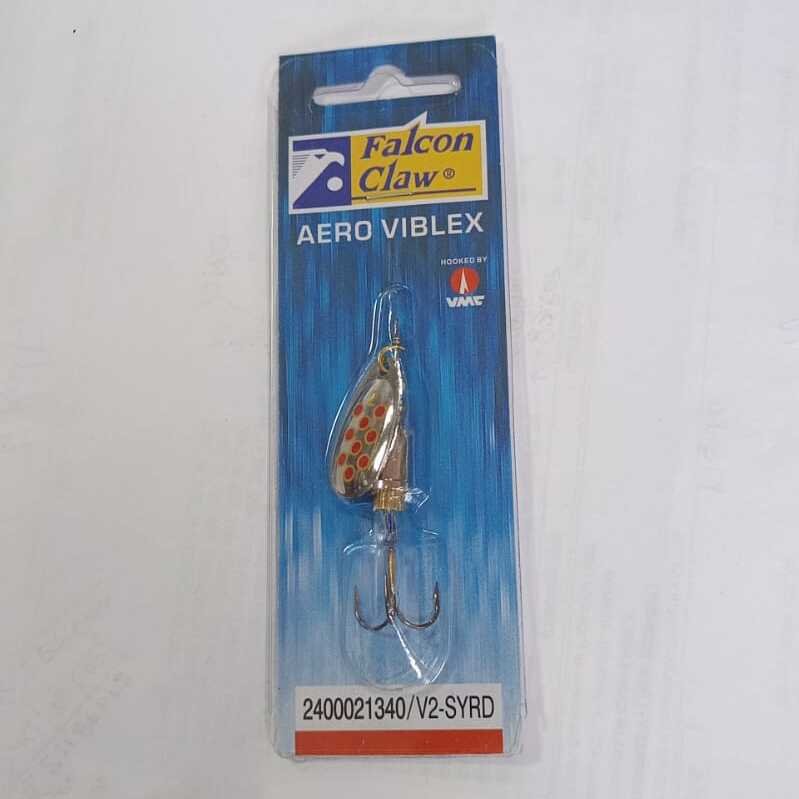 Falcon
Claw®
AERO VIBLEX
HOOKED BY
VMC
2400021340/V2-SYRD